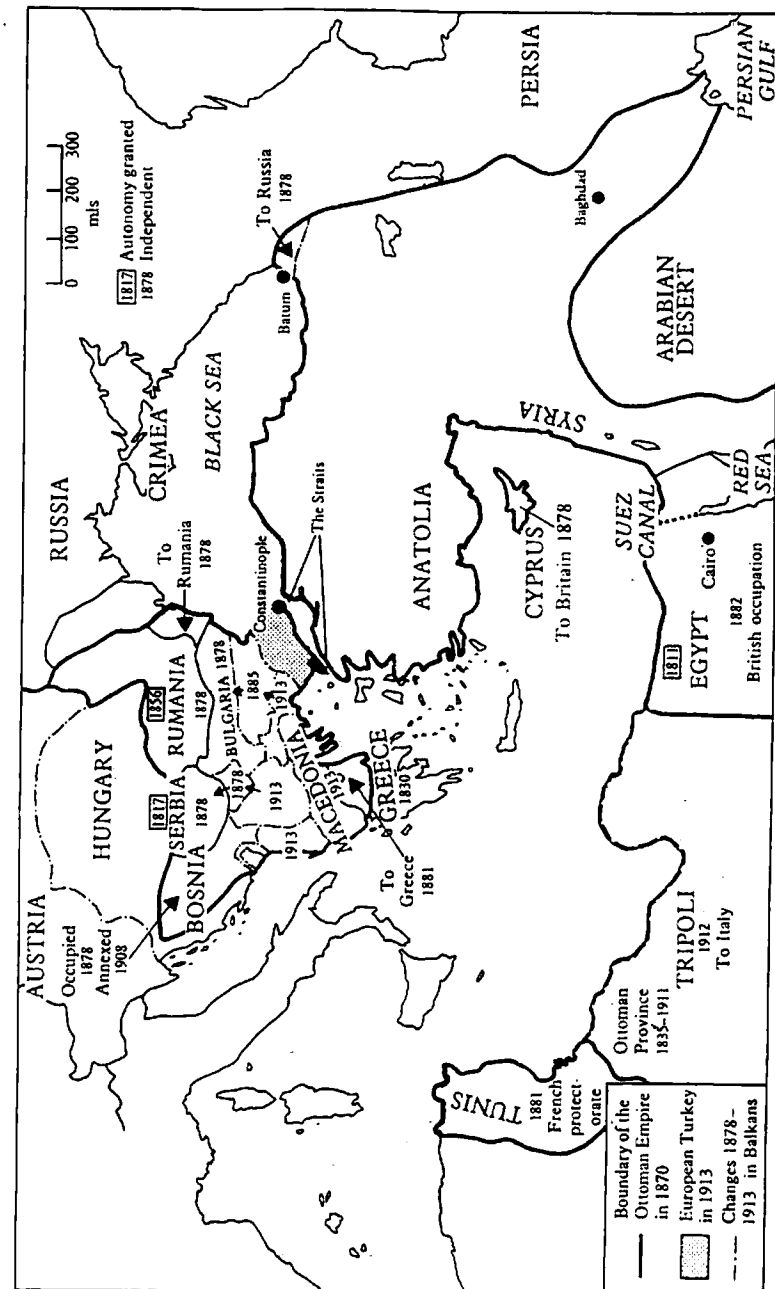 0 100 200 300
mls
1817 Autonomy granted
1878 Independent
AUSTRIA
HUNGARY
RUSSIA
CRIMEA
BLACK SEA
To
Rumania
1878
Occupied
1878
Annexed
1908
BOSNIA
1817
SERBIA
1878
1856
RUMANIA
1878
BULGARIA 1878
1885
1878
1913
1913
1913
MACEDONIA
1913
GREECE
1830
To
Greece
1881
Constantinople
The Straits
Batum
To Russia
1878
PERSIA
ANATOLIA
CYPRUS
To Britain 1878
SYRIA
Baghdad
ARABIAN
DESERT
PERSIAN
GULF
SUEZ
CANAL
RED
SEA
Cairo
1811
EGYPT
1882
British occupation
TRIPOLI
1912
To Italy
Ottoman
Province
1835–1911
TUNIS
1881
French
protect-
orate
Boundary of the
Ottoman Empire
in 1870
European Turkey
in 1913
Changes 1878–
1913 in Balkans